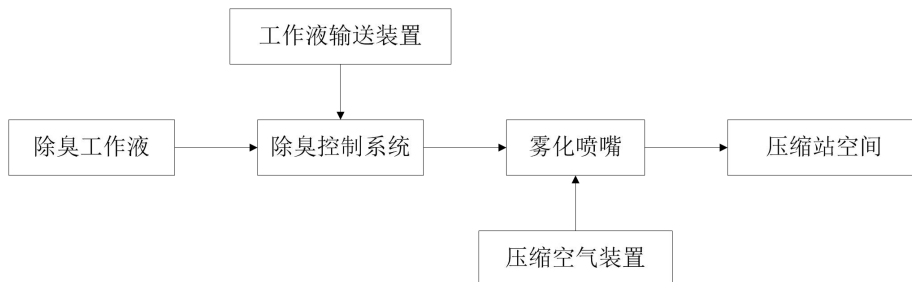 工作液输送装置
除臭工作液
除臭控制系统
雾化喷嘴
压缩站空间
压缩空气装置